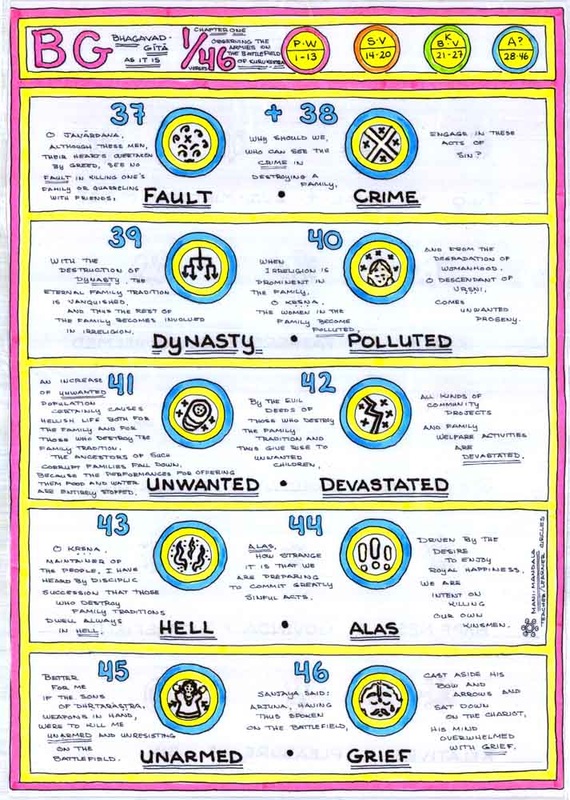 BG
BHAGAVAD-
GĪTĀ
AS IT IS
1/46
VERSES
CHAPTER ONE
OBSERVING THE
ARMIES ON
THE BATTLEFIELD
OF KURUKṢETRA
P·W
1-13
S·V
14-20
K
B·V
21-27
A?
28-46
37 + 38
O JANĀRDANA,
ALTHOUGH THESE MEN,
THEIR HEARTS OVERTAKEN
BY GREED, SEE NO
FAULT IN KILLING ONE'S
FAMILY OR QUARRELING
WITH FRIENDS,
WHY SHOULD WE,
WHO CAN SEE THE
CRIME IN
DESTROYING A
FAMILY,
ENGAGE IN THESE
ACTS OF
SIN?
FAULT • CRIME
39
WITH THE
DESTRUCTION OF
DYNASTY, THE
ETERNAL FAMILY TRADITION
IS VANQUISHED,
AND THUS THE REST OF
THE FAMILY BECOMES INVOLVED
IN IRRELIGION.
40
WHEN
IRRELIGION IS
PROMINENT IN
THE FAMILY,
O KṚṢṆA,
THE WOMEN IN THE
FAMILY BECOME
POLLUTED,
AND FROM THE
DEGRADATION OF
WOMANHOOD,
O DESCENDANT OF
VṚṢṆI,
COMES
UNWANTED
PROGENY.
DYNASTY • POLLUTED
41
AN INCREASE
OF UNWANTED
POPULATION
CERTAINLY CAUSES
HELLISH LIFE BOTH FOR
THE FAMILY AND FOR
THOSE WHO DESTROY THE
FAMILY TRADITION.
THE ANCESTORS OF SUCH
CORRUPT FAMILIES FALL DOWN,
BECAUSE THE PERFORMANCES FOR OFFERING
THEM FOOD AND WATER
ARE ENTIRELY STOPPED.
42
BY THE EVIL
DEEDS OF
THOSE WHO DESTROY
THE FAMILY
TRADITION AND
THUS GIVE RISE TO
UNWANTED
CHILDREN,
ALL KINDS OF
COMMUNITY
PROJECTS
AND FAMILY
WELFARE ACTIVITIES
ARE
DEVASTATED.
UNWANTED • DEVASTATED
43
O KṚṢṆA,
MAINTAINER OF
THE PEOPLE, I HAVE
HEARD BY DISCIPLIC
SUCCESSION THAT THOSE
WHO DESTROY
FAMILY TRADITIONS
DWELL ALWAYS
IN HELL.
44
ALAS,
HOW STRANGE
IT IS THAT WE
ARE PREPARING
TO COMMIT GREATLY
SINFUL ACTS.
DRIVEN BY THE
DESIRE
TO ENJOY
ROYAL HAPPINESS,
WE ARE
INTENT ON
KILLING
OUR OWN
KINSMEN.
HELL • ALAS
MANJI MANDALA
TEACHER/LEARNER CIRCLES
45
BETTER
FOR ME
IF THE SONS
OF DHṚTARĀṢṬRA,
WEAPONS IN HAND,
WERE TO KILL ME
UNARMED AND UNRESISTING
ON THE
BATTLEFIELD.
46
SAÑJAYA SAID:
ARJUNA, HAVING
THUS SPOKEN
ON THE BATTLEFIELD,
CAST ASIDE HIS
BOW AND
ARROWS AND
SAT DOWN
ON THE CHARIOT,
HIS MIND
OVERWHELMED
WITH GRIEF.
UNARMED • GRIEF